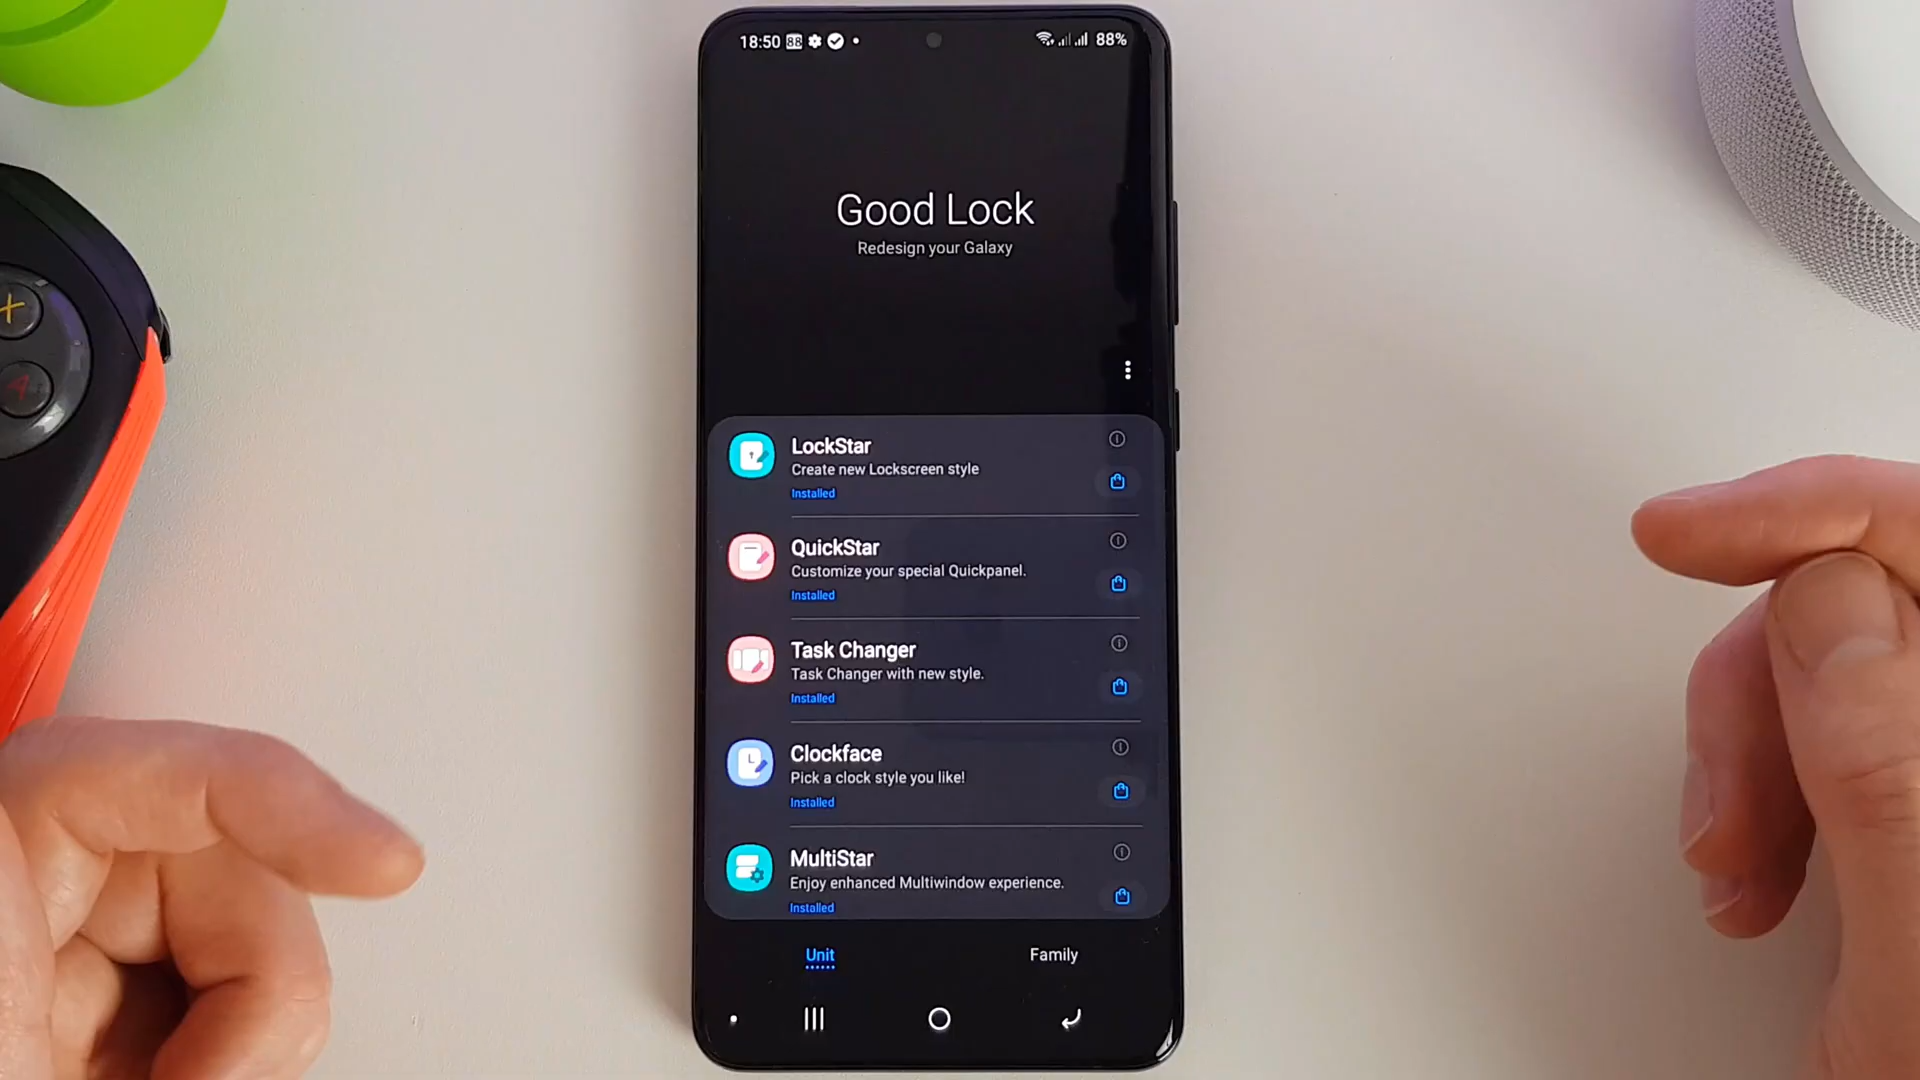 18:50 88%
Good Lock
Redesign your Galaxy
LockStar
Create new Lockscreen style
Installed
QuickStar
Customize your special Quickpanel.
Installed
Task Changer
Task Changer with new style.
Installed
Clockface
Pick a clock style you like!
Installed
MultiStar
Enjoy enhanced Multiwindow experience.
Installed
Unit Family
A